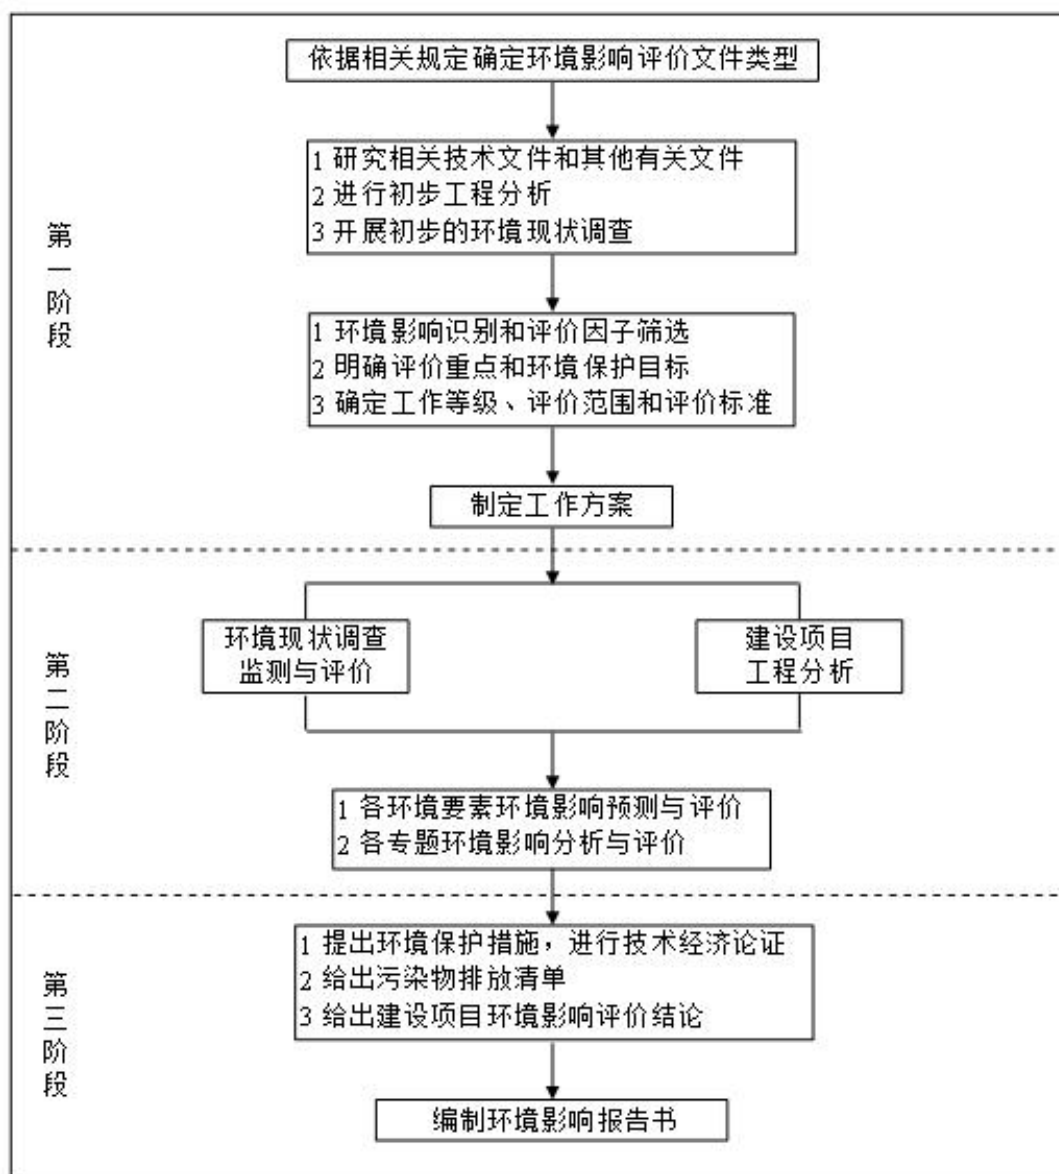 依据相关规定确定环境影响评价文件类型
1 研究相关技术文件和其他有关文件
2 进行初步工程分析
3 开展初步的环境现状调查
第一阶段
1 环境影响识别和评价因子筛选
2 明确评价重点和环境保护目标
3 确定工作等级、评价范围和评价标准
制定工作方案
环境现状调查
监测与评价
建设项目
工程分析
第二阶段
1 各环境要素环境影响预测与评价
2 各专题环境影响分析与评价
1 提出环境保护措施，进行技术经济论证
2 给出污染物排放清单
3 给出建设项目环境影响评价结论
第三阶段
编制环境影响报告书